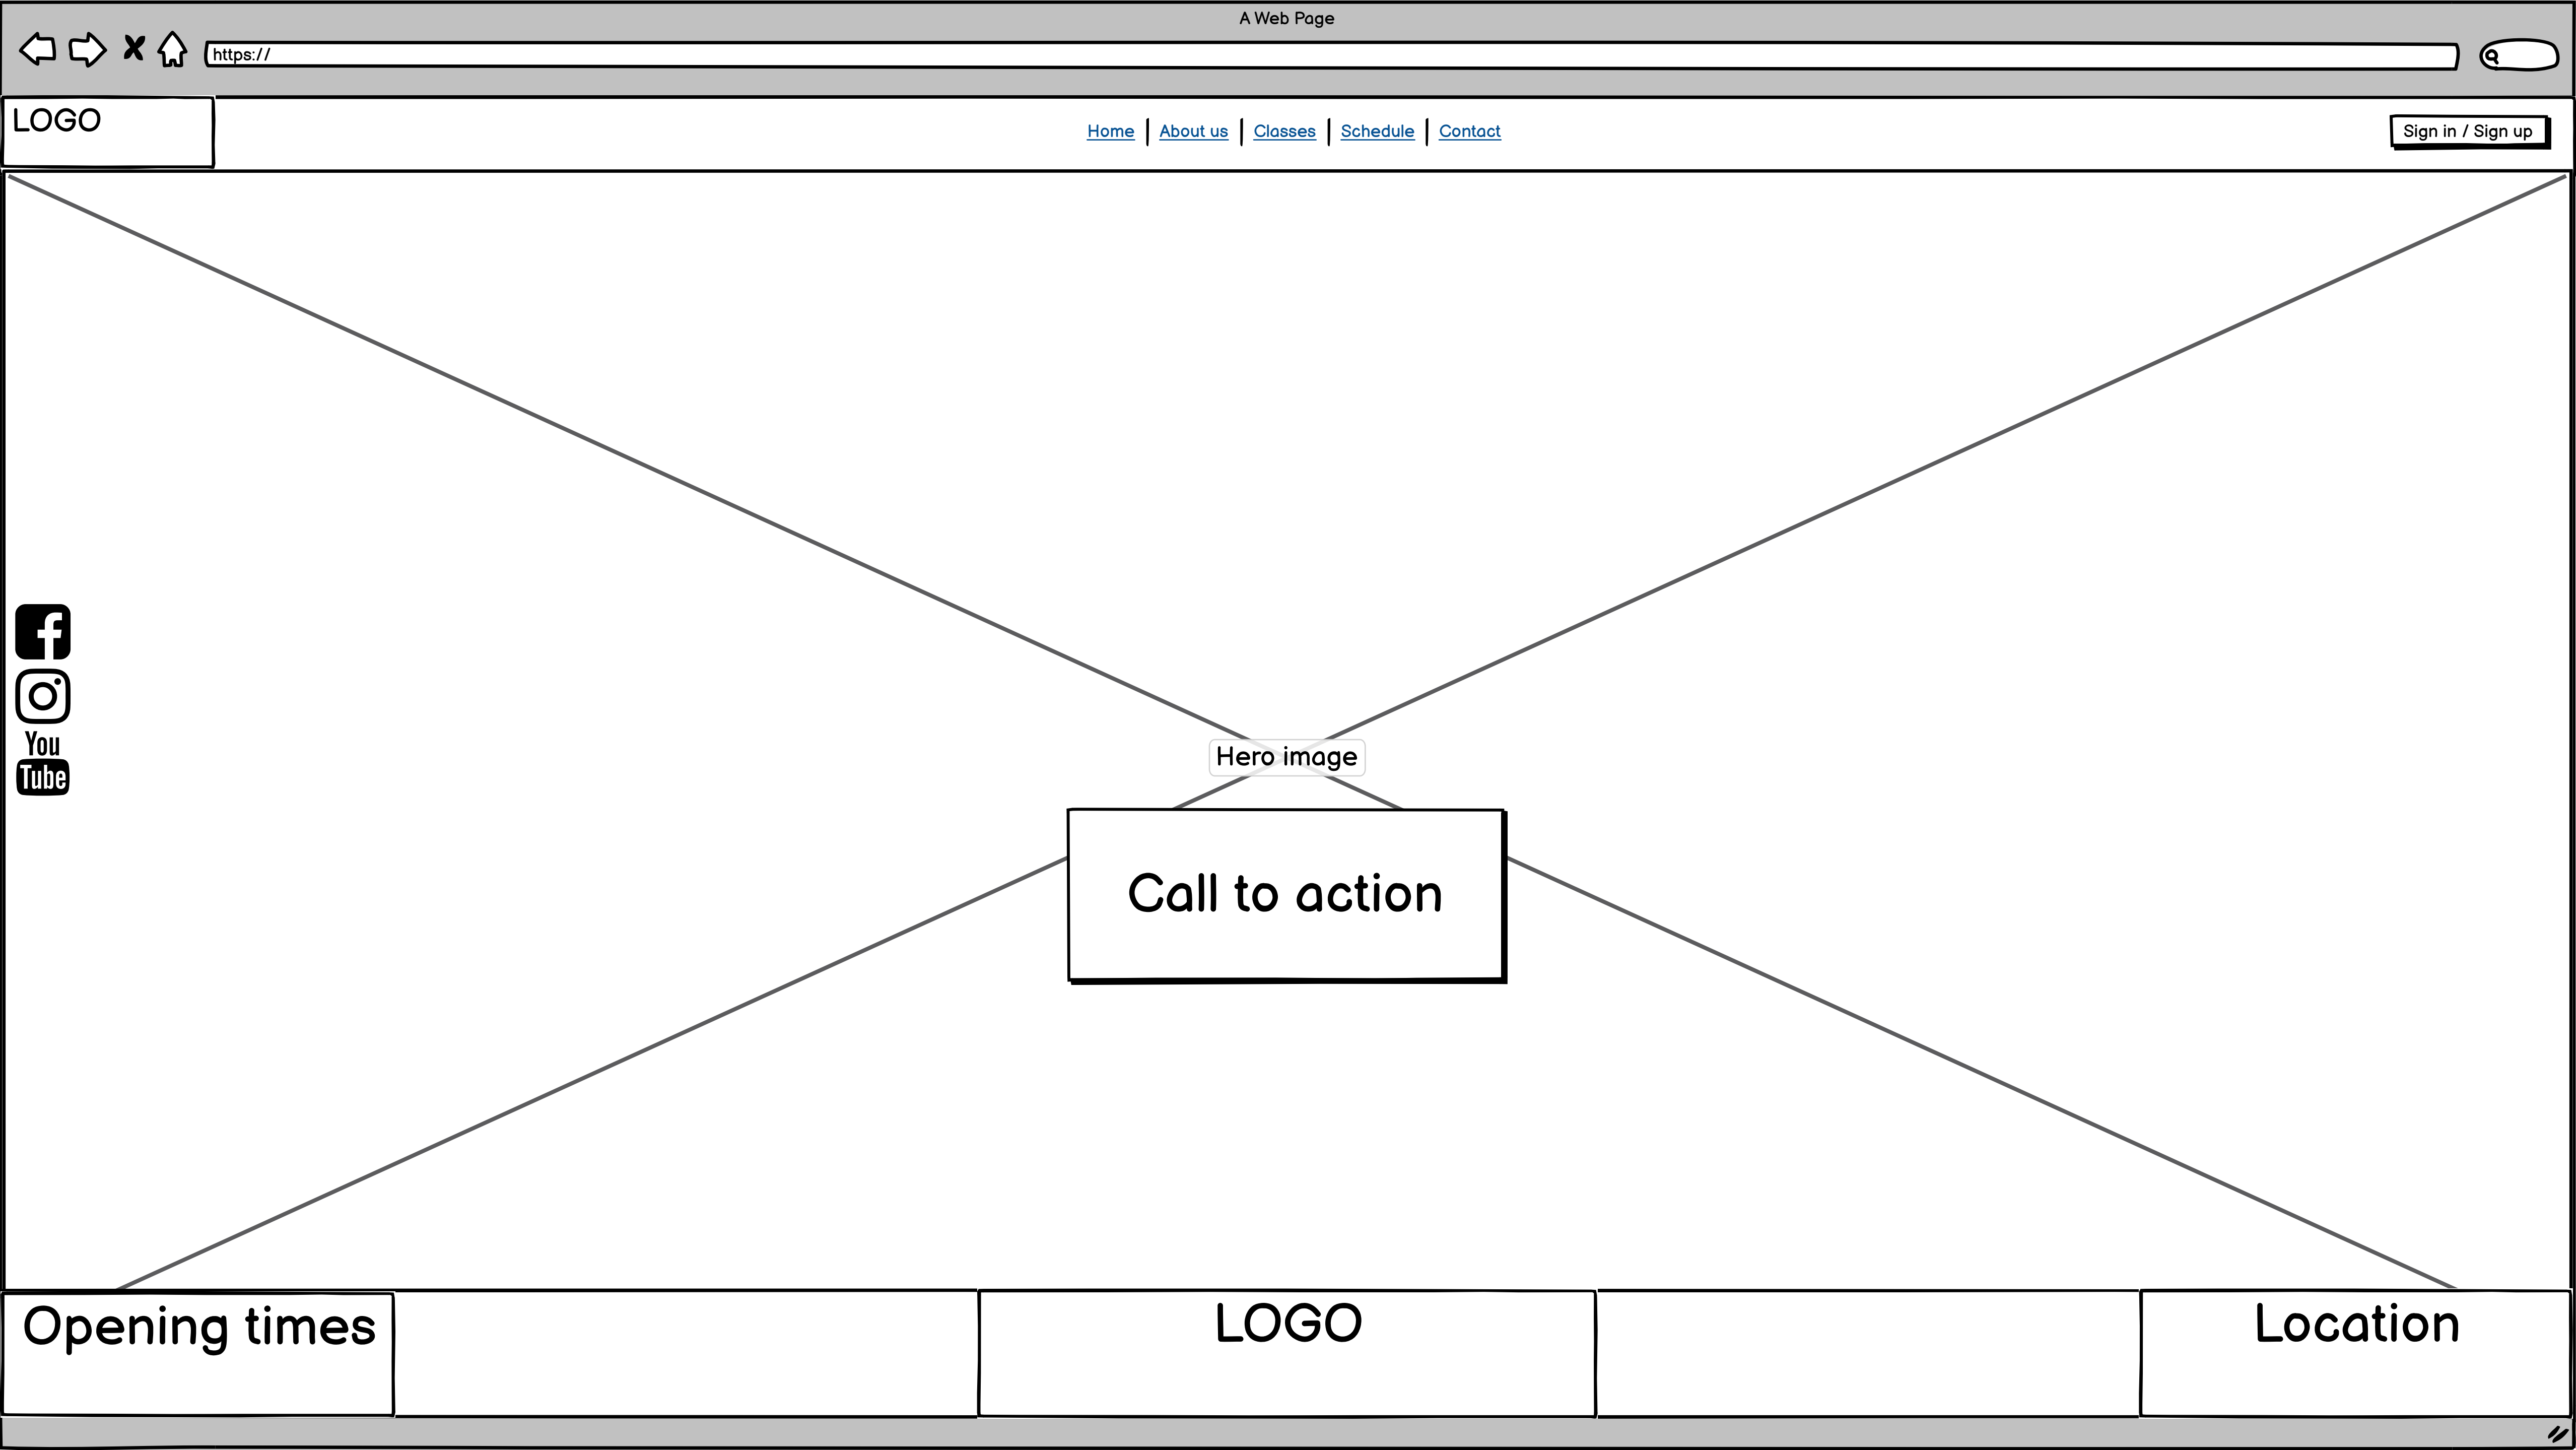 A Web Page
https://
LOGO
Home | About us | Classes | Schedule | Contact
Sign in / Sign up
You
Tube
Hero image
Call to action
Opening times
LOGO
Location